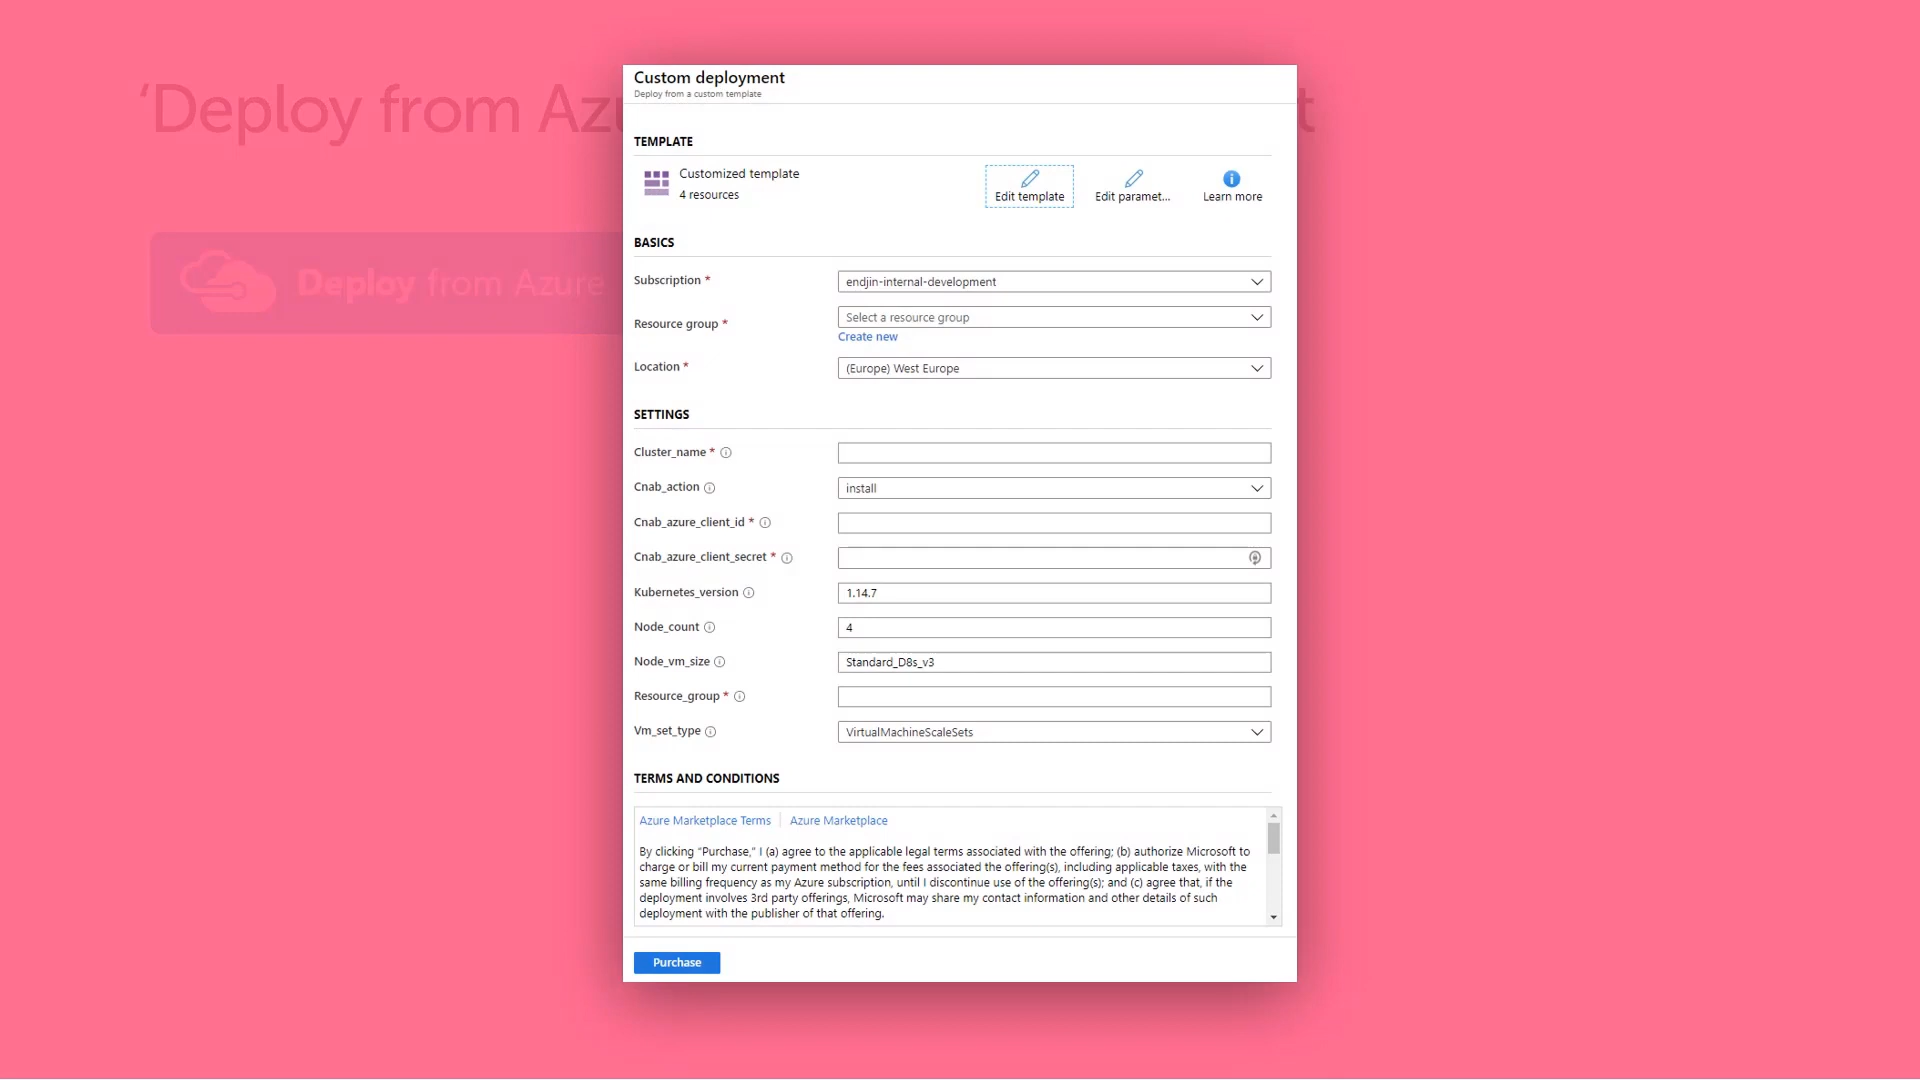 ‘Deploy from Azu t
Deploy from Azure
Custom deployment
Deploy from a custom template
TEMPLATE
Customized template
4 resources
Edit template
Edit paramet...
Learn more
BASICS
Subscription *
endjin-internal-development
Resource group *
Select a resource group
Create new
Location *
(Europe) West Europe
SETTINGS
Cluster_name *
Cnab_action
install
Cnab_azure_client_id *
Cnab_azure_client_secret *
Kubernetes_version
1.14.7
Node_count
4
Node_vm_size
Standard_D8s_v3
Resource_group *
Vm_set_type
VirtualMachineScaleSets
TERMS AND CONDITIONS
Azure Marketplace Terms | Azure Marketplace
By clicking “Purchase,” I (a) agree to the applicable legal terms associated with the offering; (b) authorize Microsoft to
charge or bill my current payment method for the fees associated the offering(s), including applicable taxes, with the
same billing frequency as my Azure subscription, until I discontinue use of the offering(s); and (c) agree that, if the
deployment involves 3rd party offerings, Microsoft may share my contact information and other details of such
deployment with the publisher of that offering.
Purchase